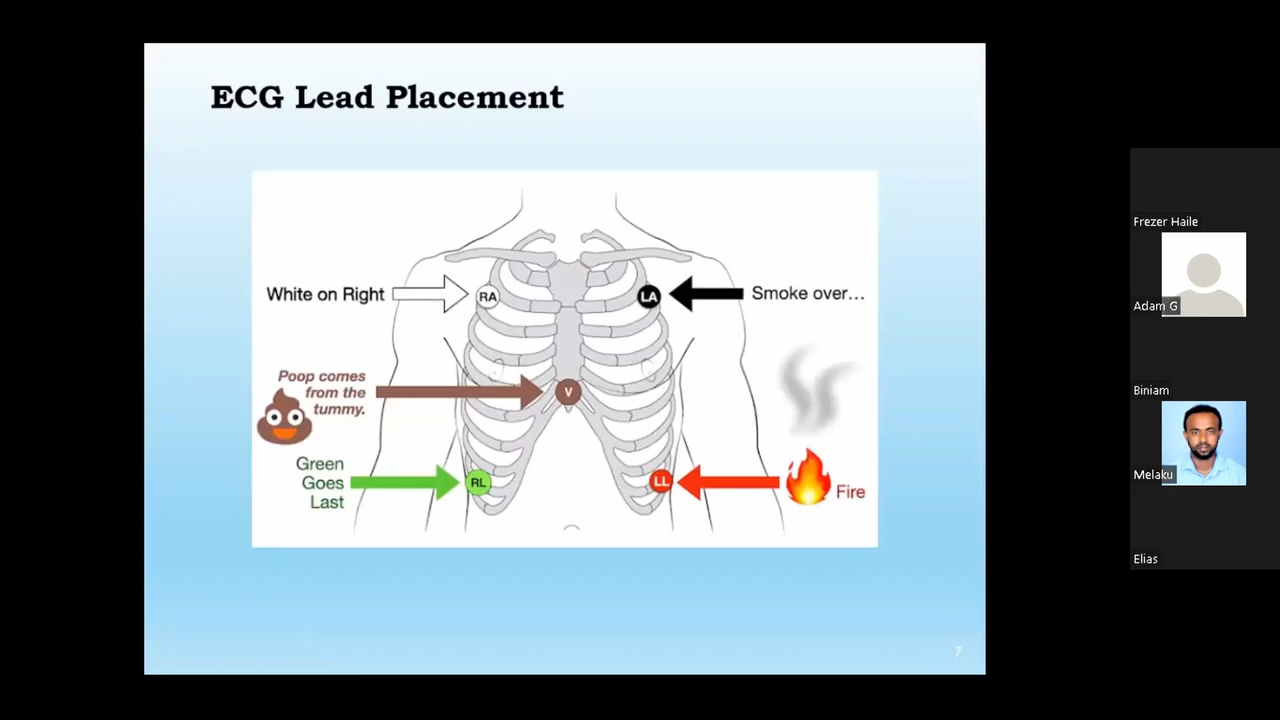 ECG Lead Placement
White on Right
RA
LA
Smoke over...
Poop comes
from the
tummy.
V
Green
Goes
Last
RL
LL
Fire
7
Frezer Haile
Adam G
Biniam
Melaku
Elias